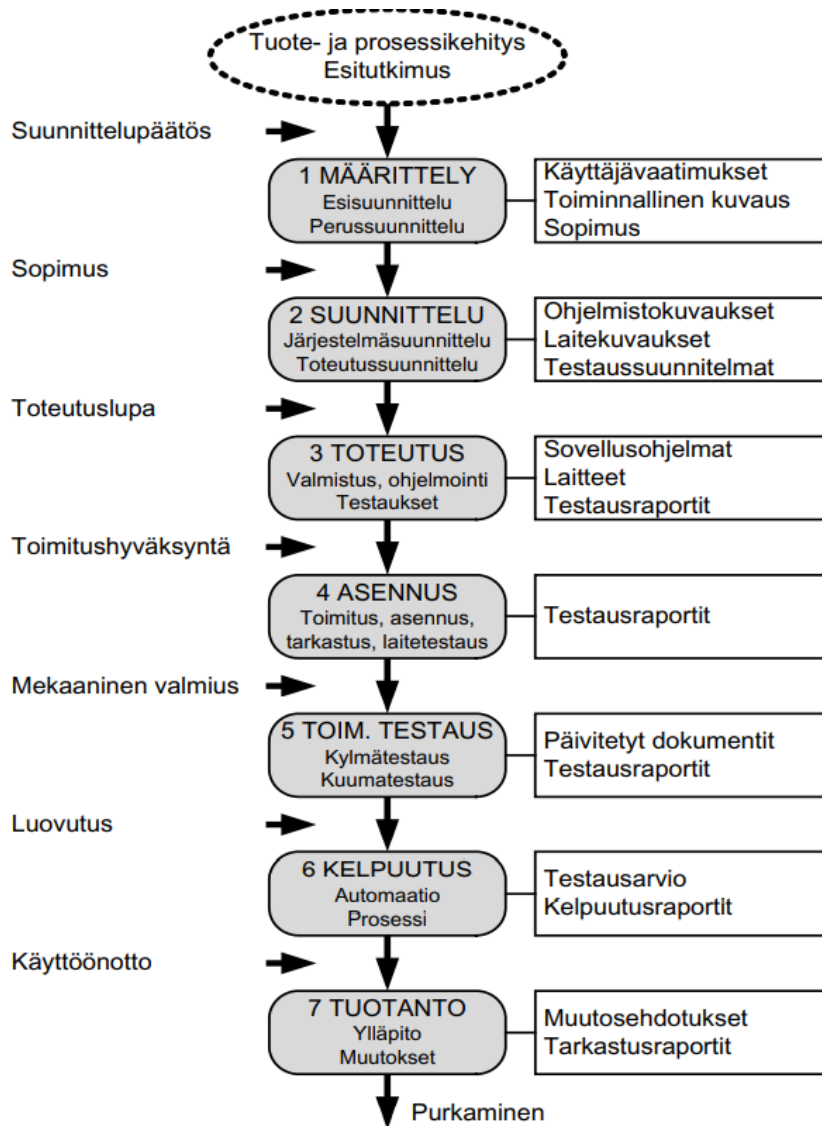 Tuote- ja prosessikehitys
Esitutkimus
Suunnittelupäätös
1 MÄÄRITTELY
Esisuunnittelu
Perussuunnittelu
Käyttäjävaatimukset
Toiminnallinen kuvaus
Sopimus
Sopimus
2 SUUNNITTELU
Järjestelmäsuunnittelu
Toteutussuunnittelu
Ohjelmistokuvaukset
Laitekuvaukset
Testaussuunnitelmat
Toteutuslupa
3 TOTEUTUS
Valmistus, ohjelmointi
Testaukset
Sovellusohjelmat
Laitteet
Testausraportit
Toimitushyväksyntä
4 ASENNUS
Toimitus, asennus,
tarkastus, laitetestaus
Testausraportit
Mekaaninen valmius
5 TOIM. TESTAUS
Kylmätestaus
Kuumatestaus
Päivitetyt dokumentit
Testausraportit
Luovutus
6 KELPUUTUS
Automaatio
Prosessi
Testausarvio
Kelpuutusraportit
Käyttöönotto
7 TUOTANTO
Ylläpito
Muutokset
Muutosehdotukset
Tarkastusraportit
Purkaminen